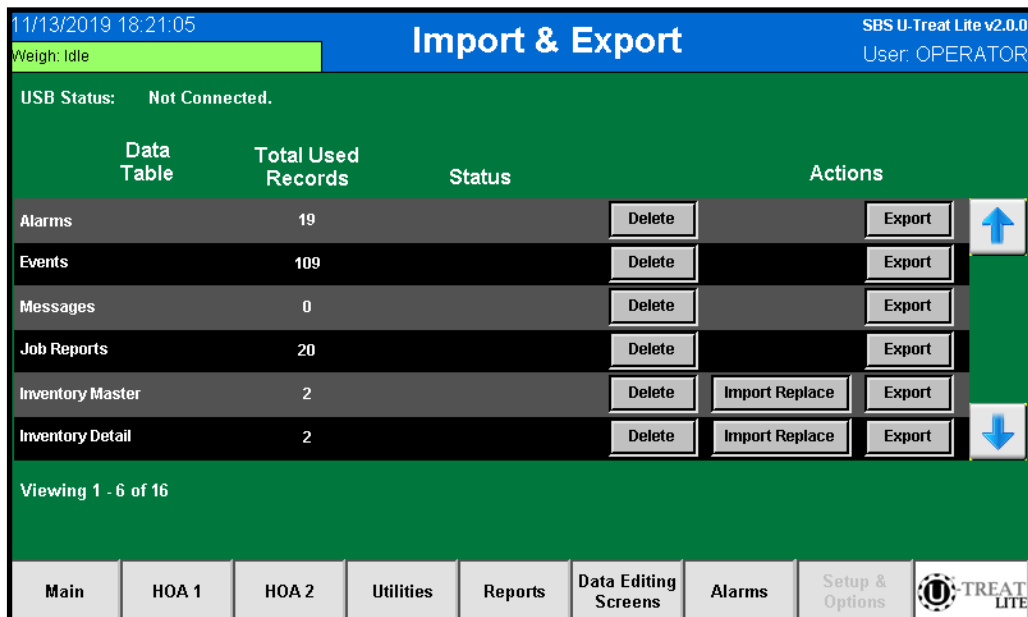 11/13/2019 18:21:05
Import & Export
SBS U-Treat Lite v2.0.0
Weigh: Idle
User: OPERATOR
USB Status: Not Connected.
Data Table
Total Used Records
Status
Actions
Alarms 19 Delete Export
Events 109 Delete Export
Messages 0 Delete Export
Job Reports 20 Delete Export
Inventory Master 2 Delete Import Replace Export
Inventory Detail 2 Delete Import Replace Export
Viewing 1 - 6 of 16
Main
HOA 1
HOA 2
Utilities
Reports
Data Editing
Screens
Alarms
Setup &
Options
U-TREAT
LITE